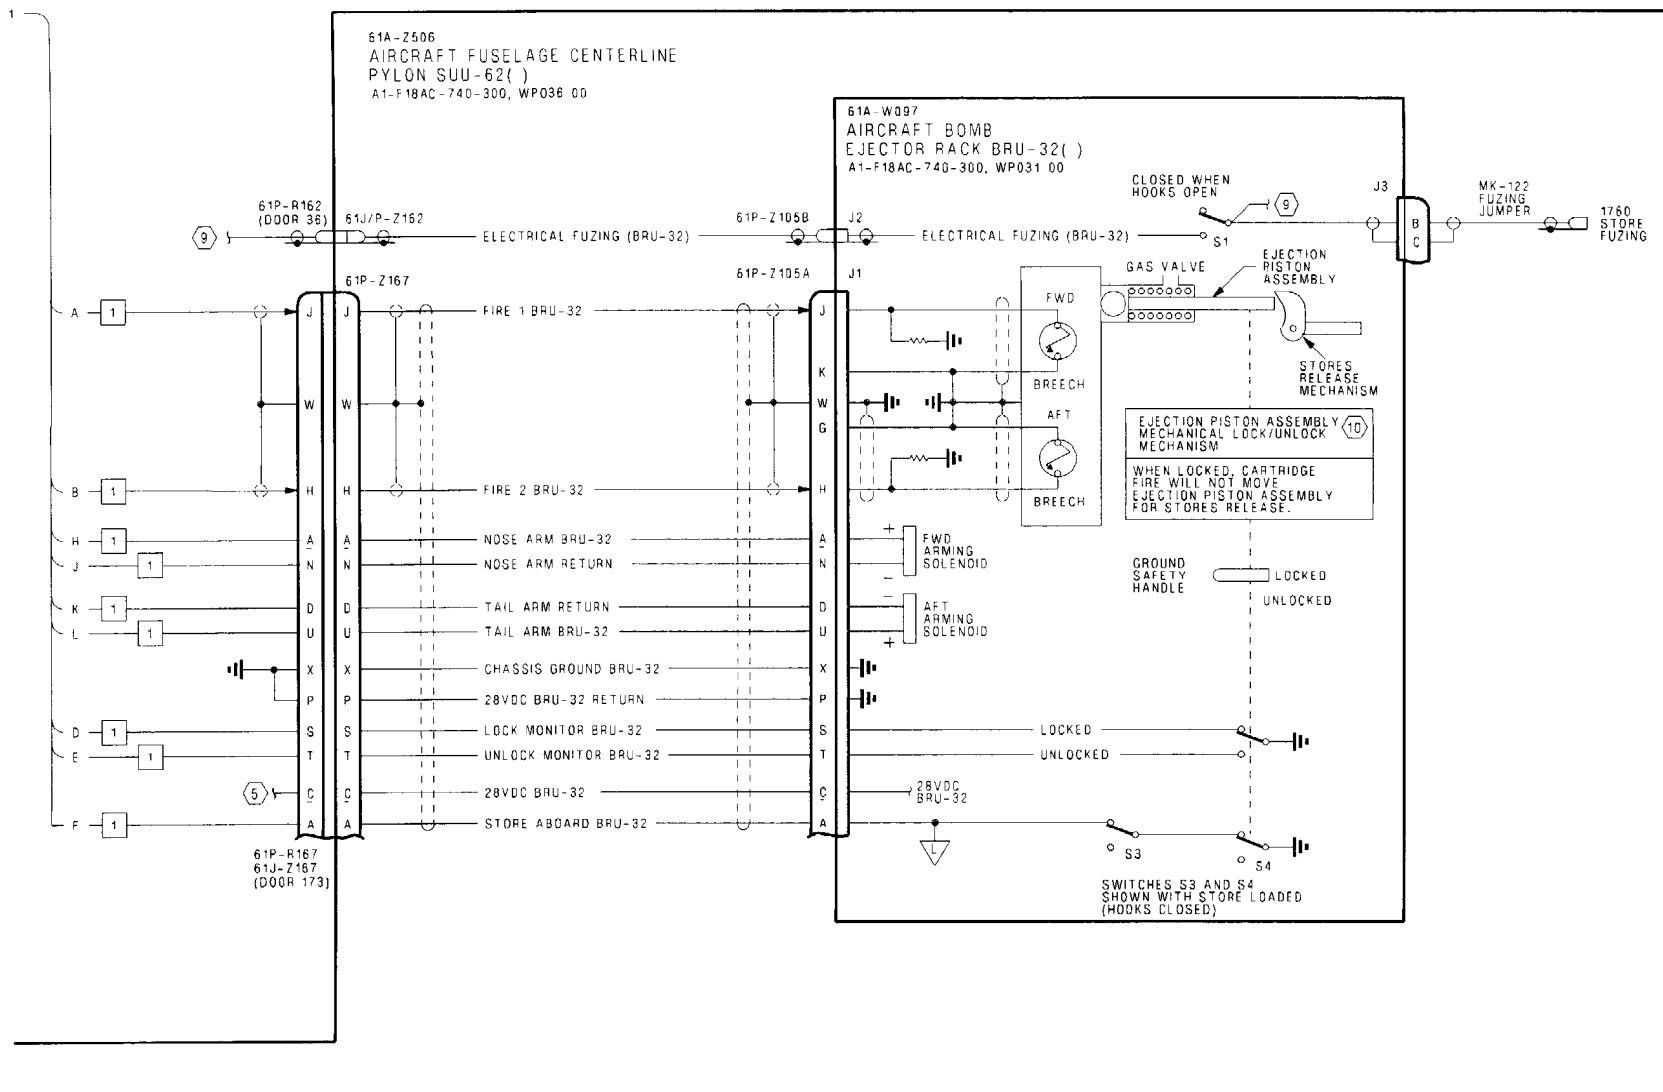 1
61A-Z506
AIRCRAFT FUSELAGE CENTERLINE
PYLON SUU-62( )
A1-F18AC-740-300, WP036 00
61A-W097
AIRCRAFT BOMB
EJECTOR RACK BRU-32( )
A1-F18AC-740-300, WP031 00
CLOSED WHEN
HOOKS OPEN
9
J3
MK-122
FUZING
JUMPER
1760
STORE
FUZING
B
C
61P-R162
(DOOR 36)
61J/P-Z162
9
ELECTRICAL FUZING (BRU-32)
61P-Z105B
J2
ELECTRICAL FUZING (BRU-32)
S1
61P-Z167
61P-Z105A
J1
GAS VALVE
EJECTION
PISTON
ASSEMBLY
A
1
J
J
FIRE 1 BRU-32
J
FWD
BREECH
K
STORES
RELEASE
MECHANISM
W
W
W
G
AFT
BREECH
EJECTION PISTON ASSEMBLY
MECHANICAL LOCK/UNLOCK
MECHANISM
10
WHEN LOCKED, CARTRIDGE
FIRE WILL NOT MOVE
EJECTION PISTON ASSEMBLY
FOR STORES RELEASE.
B
1
H
H
FIRE 2 BRU-32
H
H
1
A
A
NOSE ARM BRU-32
A
+
FWD
ARMING
SOLENOID
J
1
N
N
NOSE ARM RETURN
N
−
GROUND
SAFETY
HANDLE
LOCKED
UNLOCKED
K
1
D
D
TAIL ARM RETURN
D
−
AFT
ARMING
SOLENOID
L
1
U
U
TAIL ARM BRU-32
U
+
X
X
CHASSIS GROUND BRU-32
X
P
P
28VDC BRU-32 RETURN
P
D
1
S
S
LOCK MONITOR BRU-32
S
LOCKED
E
1
T
T
UNLOCK MONITOR BRU-32
T
UNLOCKED
5
C
C
28VDC BRU-32
C
28VDC
BRU-32
F
1
A
A
STORE ABOARD BRU-32
A
L
S3
S4
61P-R167
61J-Z167
(DOOR 173)
SWITCHES S3 AND S4
SHOWN WITH STORE LOADED
(HOOKS CLOSED)